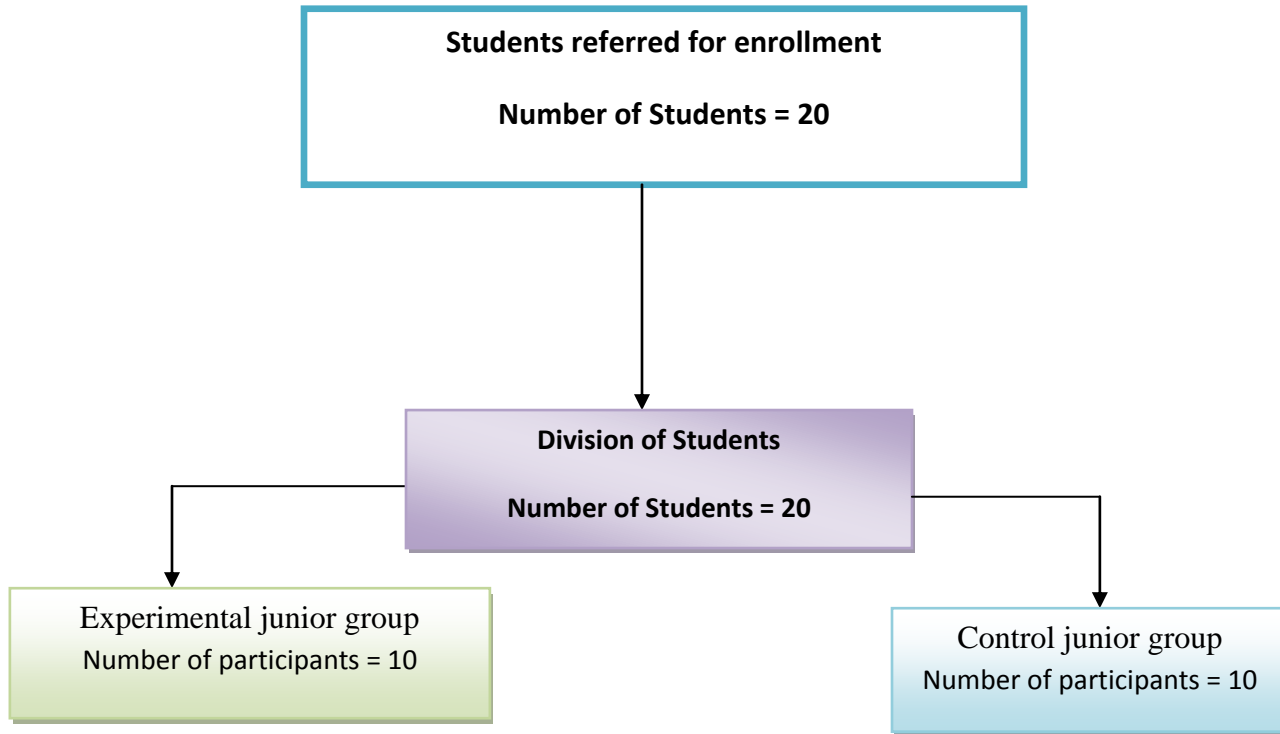 Students referred for enrollment
Number of Students = 20
Division of Students
Number of Students = 20
Experimental junior group
Number of participants = 10
Control junior group
Number of participants = 10